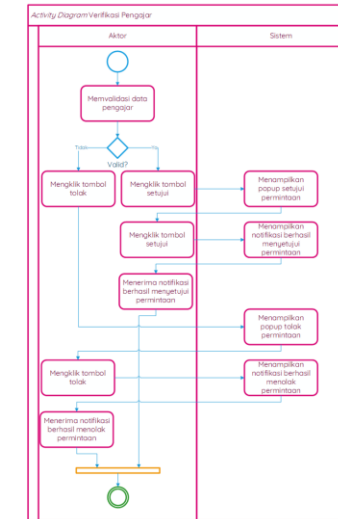 Activity Diagram Verifikasi Pengajar
Aktor
Sistem
Memvalidasi data
pengajar
Tidak
Ya
Valid?
Mengklik tombol
tolak
Mengklik tombol
setujui
Menampilkan
popup setujui
permintaan
Mengklik tombol
setujui
Menampilkan
notifikasi berhasil
menyetujui
permintaan
Menerima notifikasi
berhasil menyetujui
permintaan
Menampilkan
popup tolak
permintaan
Mengklik tombol
tolak
Menampilkan
notifikasi berhasil
menolak
permintaan
Menerima notifikasi
berhasil menolak
permintaan